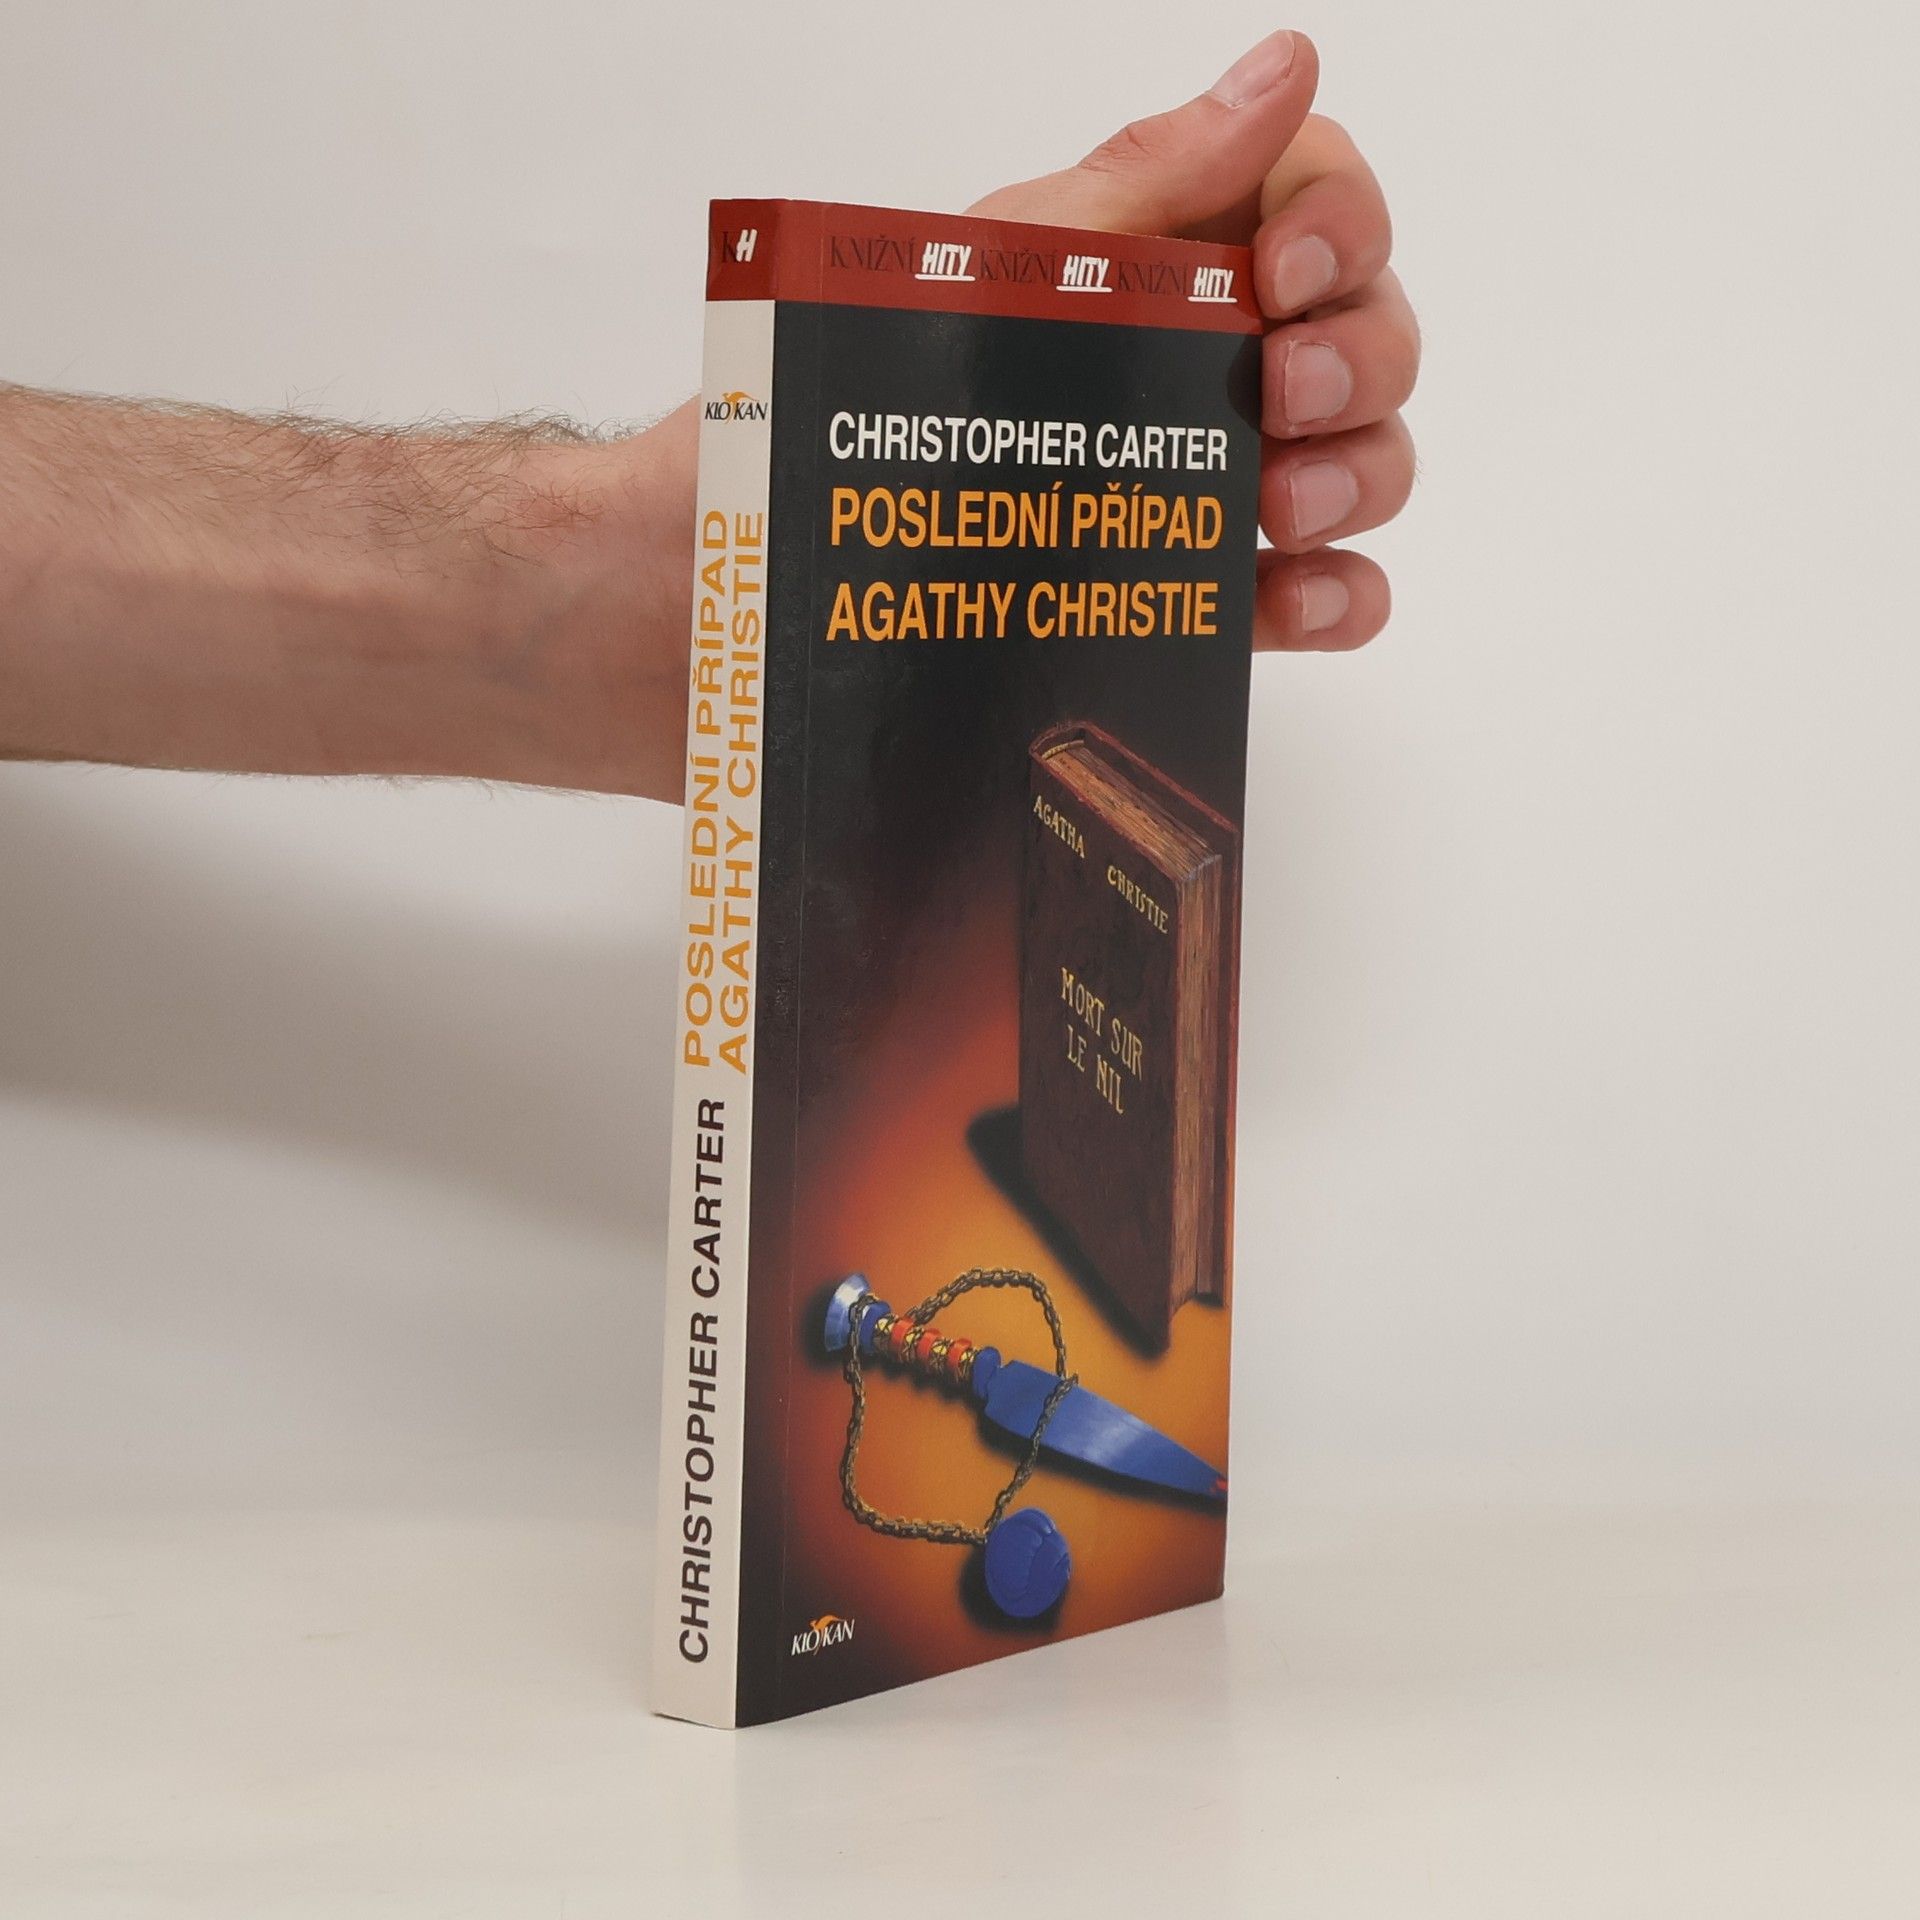 KH
KLOKAN
POSLEDNÍ PŘÍPAD
AGATHY CHRISTIE
CHRISTOPHER CARTER
KNIŽNÍ HITY KNIŽNÍ HITY KNIŽNÍ HITY
CHRISTOPHER CARTER
POSLEDNÍ PŘÍPAD
AGATHY CHRISTIE
AGATHA CHRISTIE
MORT SUR
LE NIL
KLOKAN